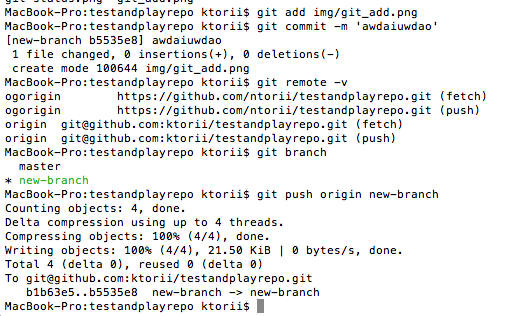 git status.png   git_add.png
MacBook-Pro:testandplayrepo ktorii$ git add img/git_add.png
MacBook-Pro:testandplayrepo ktorii$ git commit -m 'awdaiuwdao'
[new-branch b5535e8] awdaiuwdao
 1 file changed, 0 insertions(+), 0 deletions(-)
 create mode 100644 img/git_add.png
MacBook-Pro:testandplayrepo ktorii$ git remote -v
ogorigin        https://github.com/ntorii/testandplayrepo.git (fetch)
ogorigin        https://github.com/ntorii/testandplayrepo.git (push)
origin  git@github.com:ktorii/testandplayrepo.git (fetch)
origin  git@github.com:ktorii/testandplayrepo.git (push)
MacBook-Pro:testandplayrepo ktorii$ git branch
  master
* new-branch
MacBook-Pro:testandplayrepo ktorii$ git push origin new-branch
Counting objects: 4, done.
Delta compression using up to 4 threads.
Compressing objects: 100% (4/4), done.
Writing objects: 100% (4/4), 21.50 KiB | 0 bytes/s, done.
Total 4 (delta 0), reused 0 (delta 0)
To git@github.com:ktorii/testandplayrepo.git
   b1b63e5..b5535e8  new-branch -> new-branch
MacBook-Pro:testandplayrepo ktorii$